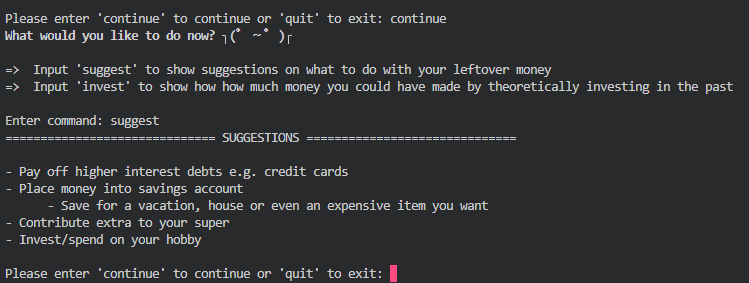 Please enter 'continue' to continue or 'quit' to exit: continue
What would you like to do now? ┐(ﾟ ～ﾟ )┌
=> Input 'suggest' to show suggestions on what to do with your leftover money
=> Input 'invest' to show how how much money you could have made by theoretically investing in the past
Enter command: suggest
============================== SUGGESTIONS ==============================
- Pay off higher interest debts e.g. credit cards
- Place money into savings account
- Save for a vacation, house or even an expensive item you want
- Contribute extra to your super
- Invest/spend on your hobby
Please enter 'continue' to continue or 'quit' to exit: